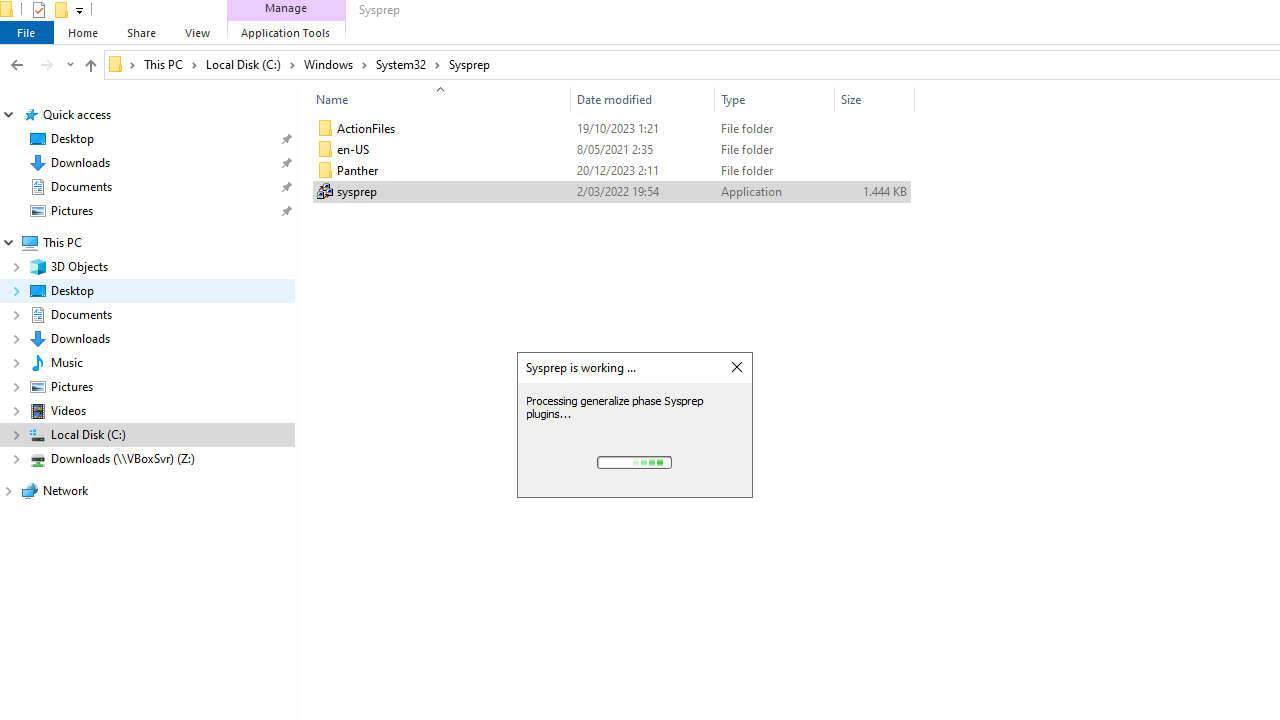 Manage
Sysprep
File
Home
Share
View
Application Tools
This PC
Local Disk (C:)
Windows
System32
Sysprep
Name
Date modified
Type
Size
Quick access
Desktop
Downloads
Documents
Pictures
This PC
3D Objects
Desktop
Documents
Downloads
Music
Pictures
Videos
Local Disk (C:)
Downloads (\\VBoxSvr) (Z:)
Network
ActionFiles 19/10/2023 1:21 File folder
en-US 8/05/2021 2:35 File folder
Panther 20/12/2023 2:11 File folder
sysprep 2/03/2022 19:54 Application 1.444 KB
Sysprep is working ...
Processing generalize phase Sysprep
plugins...